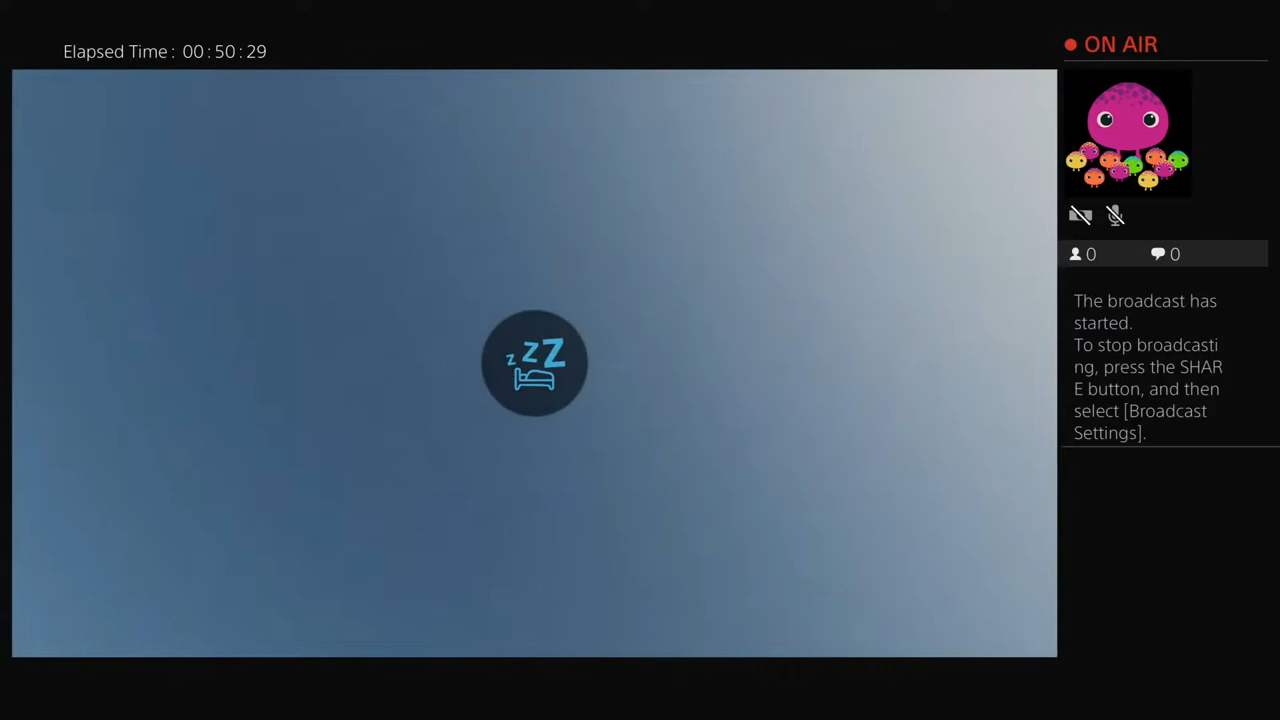 Elapsed Time: 00:50:29
ON AIR
z z Z
0 0
The broadcast has
started.
To stop broadcasti
ng, press the SHAR
E button, and then
select [Broadcast
Settings].